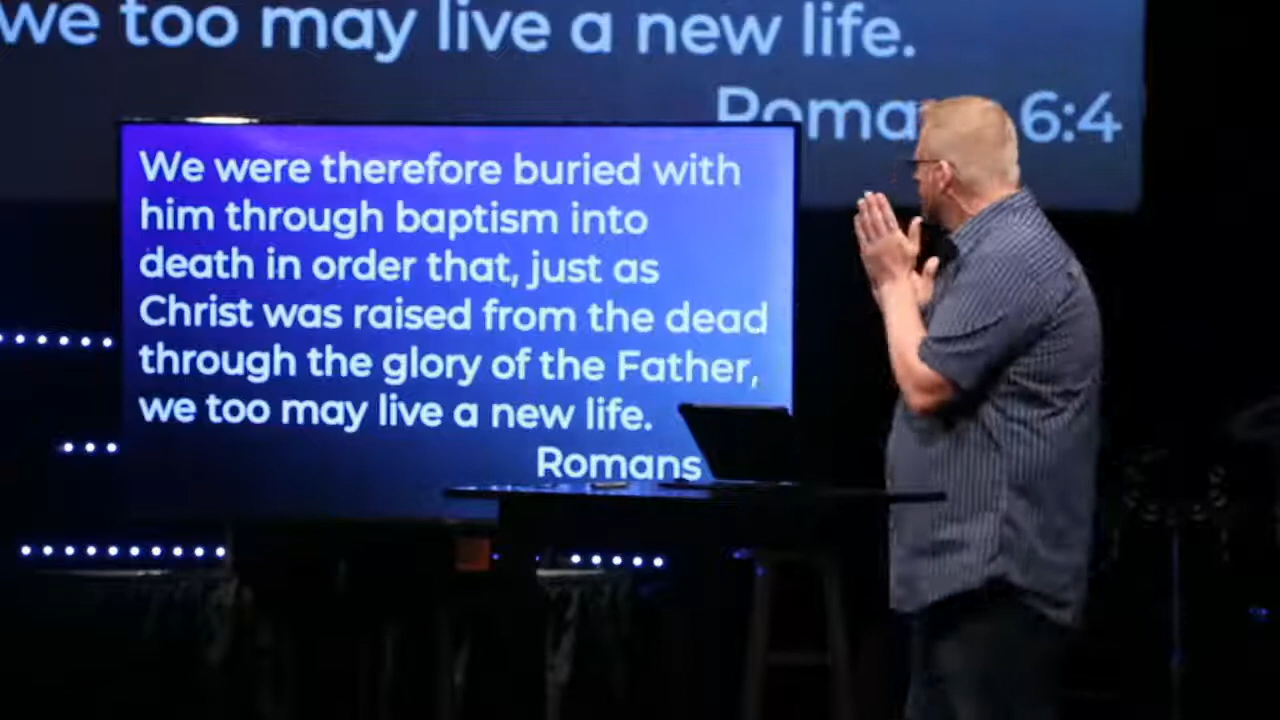 we too may live a new life.
Roma 6:4
We were therefore buried with
him through baptism into
death in order that, just as
Christ was raised from the dead
through the glory of the Father,
we too may live a new life.
Romans